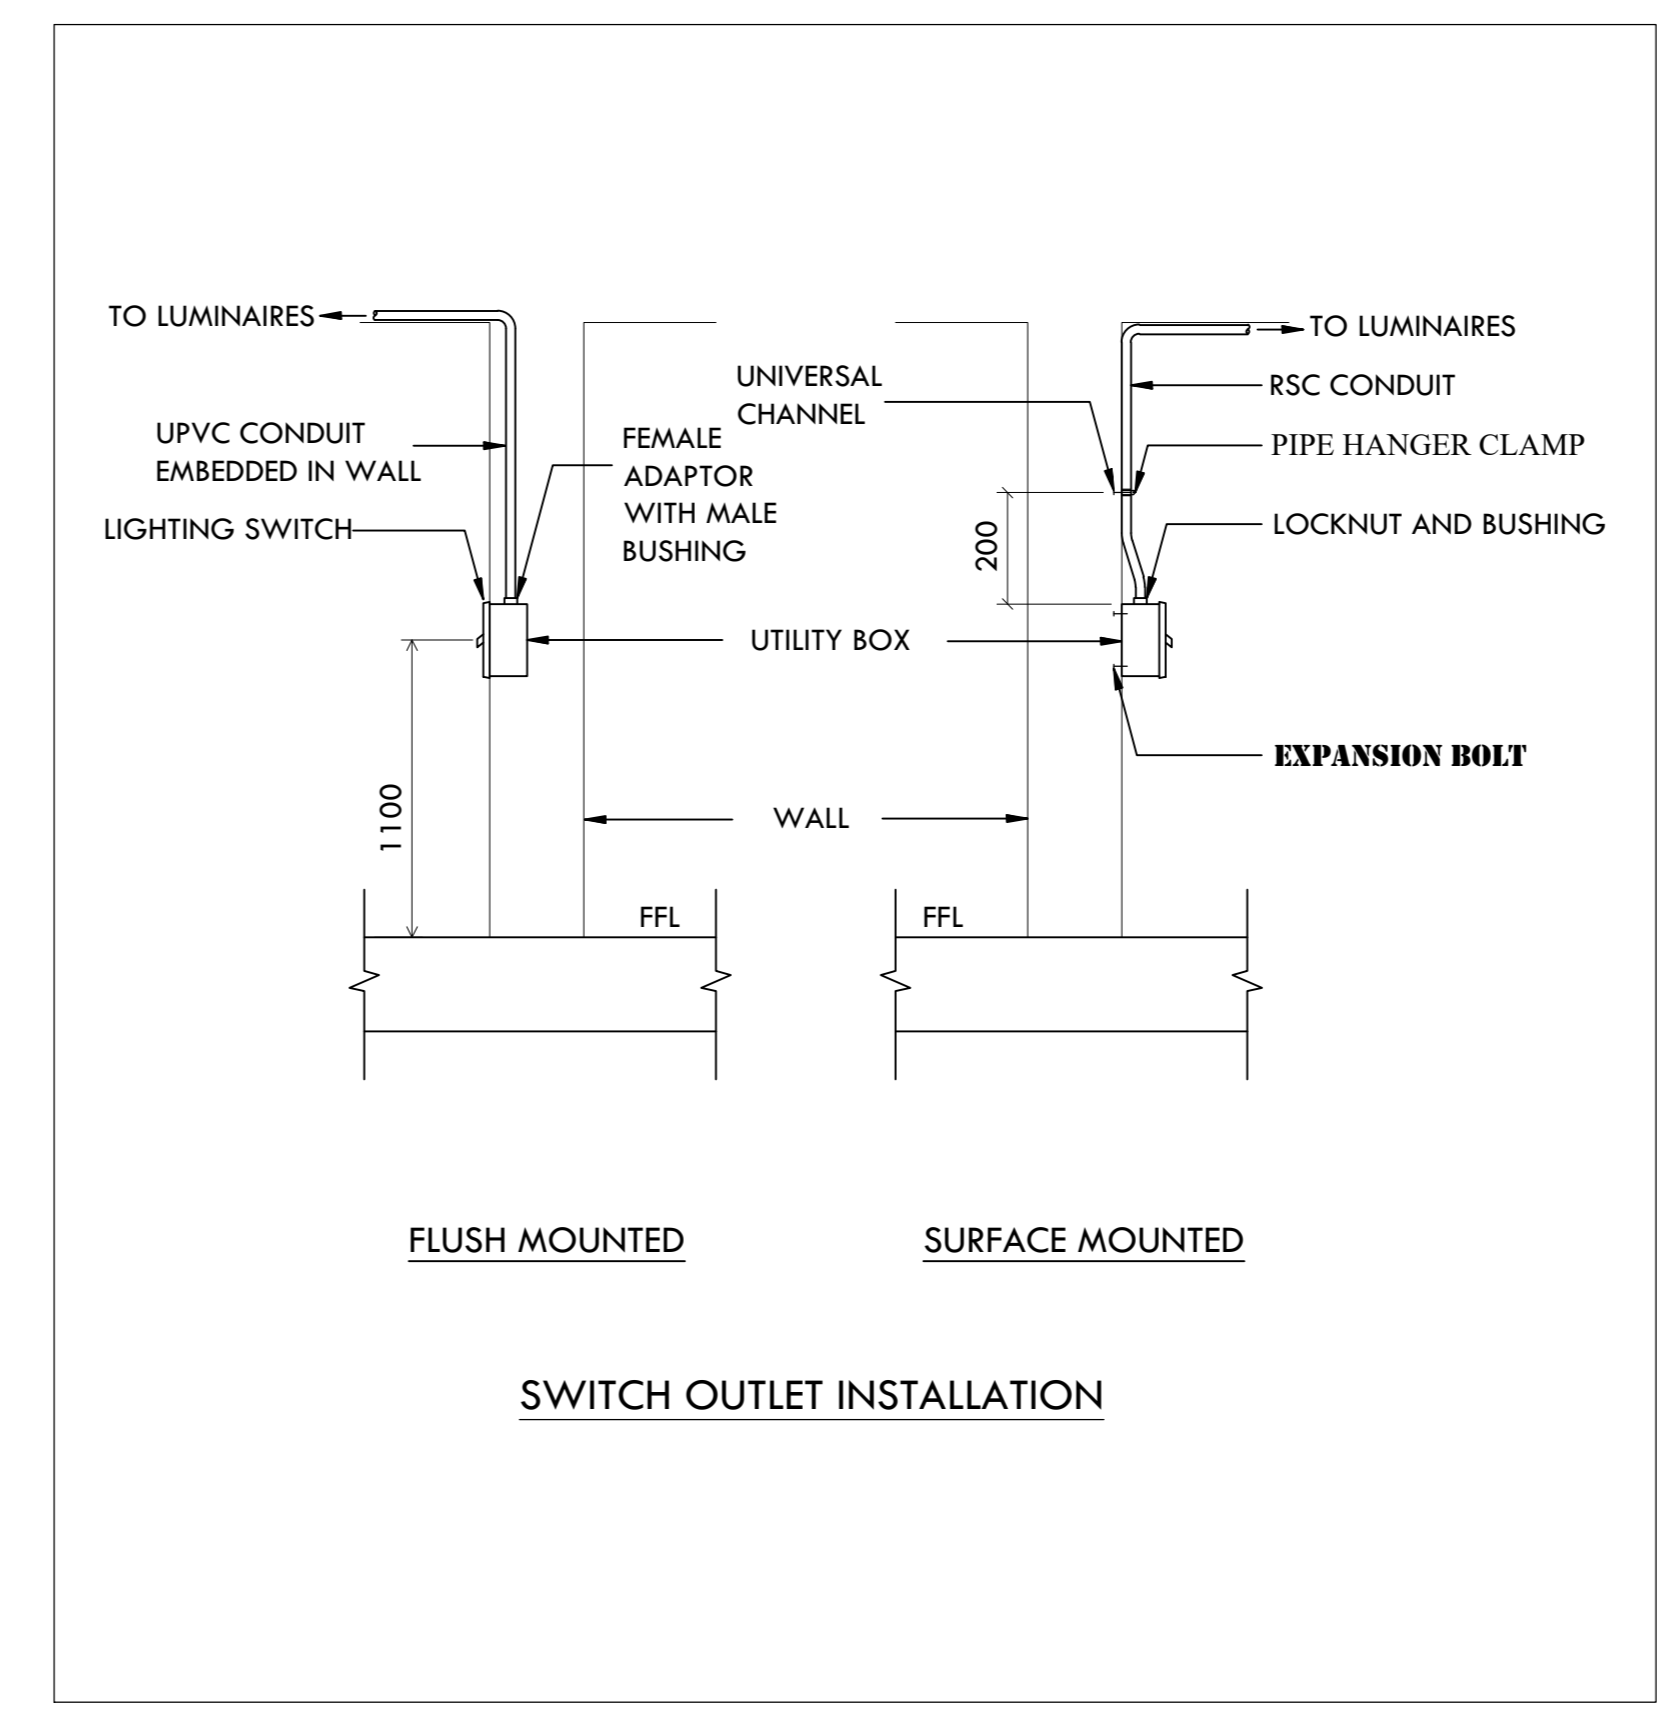 TO LUMINAIRES
UPVC CONDUIT
EMBEDDED IN WALL
LIGHTING SWITCH
FEMALE
ADAPTOR
WITH MALE
BUSHING
1100
FFL
UNIVERSAL
CHANNEL
UTILITY BOX
WALL
TO LUMINAIRES
RSC CONDUIT
PIPE HANGER CLAMP
200
LOCKNUT AND BUSHING
EXPANSION BOLT
FFL
FLUSH MOUNTED
SURFACE MOUNTED
SWITCH OUTLET INSTALLATION